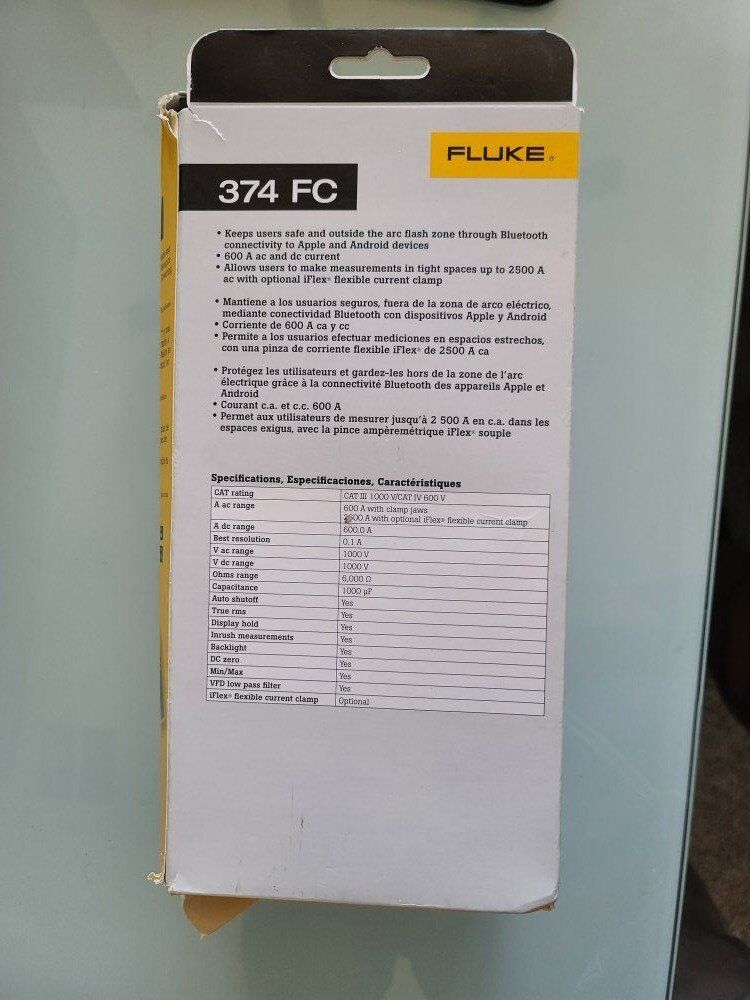 FLUKE®
374 FC
• Keeps users safe and outside the arc flash zone through Bluetooth
connectivity to Apple and Android devices
• 600 A ac and dc current
• Allows users to make measurements in tight spaces up to 2500 A
ac with optional iFlex® flexible current clamp
• Mantiene a los usuarios seguros, fuera de la zona de arco eléctrico,
mediante conectividad Bluetooth con dispositivos Apple y Android
• Corriente de 600 A ca y cc
• Permite a los usuarios efectuar mediciones en espacios estrechos,
con una pinza de corriente flexible iFlex® de 2500 A ca
• Protégez les utilisateurs et gardez-les hors de la zone de l'arc
électrique grâce à la connectivité Bluetooth des appareils Apple et
Android
• Courant c.a. et c.c. 600 A
• Permet aux utilisateurs de mesurer jusqu'à 2 500 A en c.a. dans les
espaces exigus, avec la pince ampèremétrique iFlex® souple
Specifications, Especificaciones, Caractéristiques
CAT rating CAT III 1000 V/CAT IV 600 V
A ac range 600 A with clamp jaws
2500 A with optional iFlex® flexible current clamp
A dc range 600.0 A
Best resolution 0.1 A
V ac range 1000 V
V dc range 1000 V
Ohms range 6,000 Ω
Capacitance 1000 µF
Auto shutoff Yes
True rms Yes
Display hold Yes
Inrush measurements Yes
Backlight Yes
DC zero Yes
Min/Max Yes
VFD low pass filter Yes
iFlex® flexible current clamp Optional